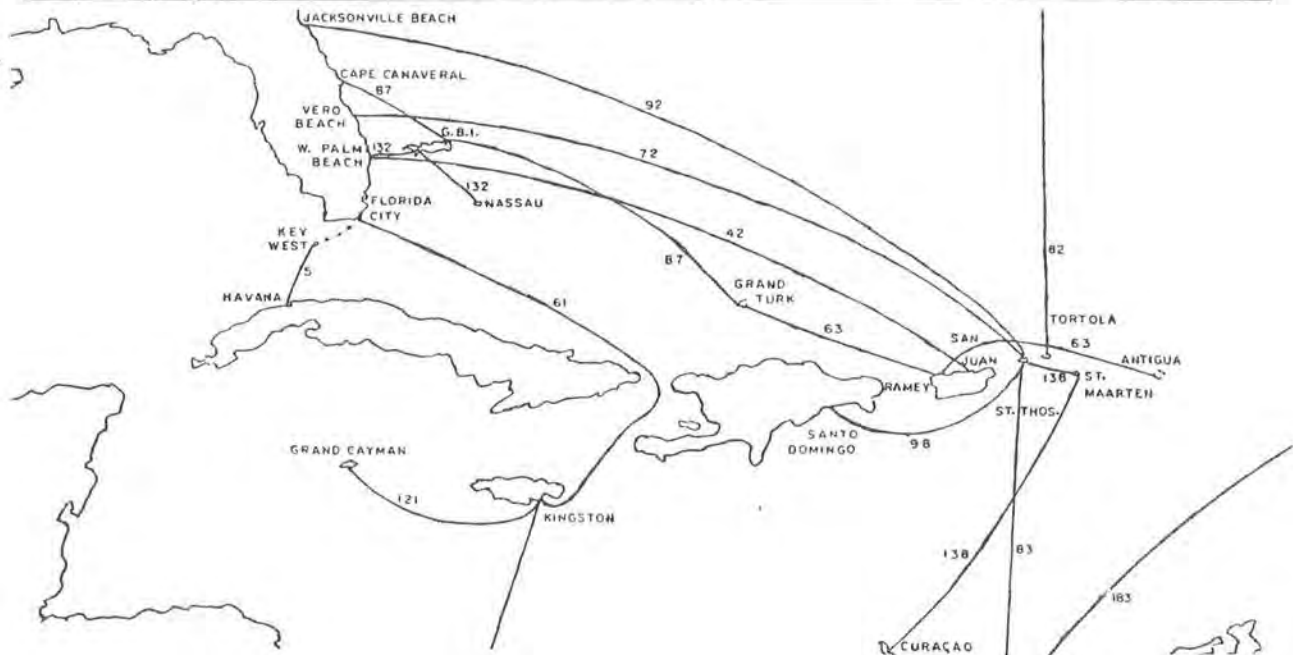 JACKSONVILLE BEACH
CAPE CANAVERAL
87
92
VERO
BEACH
G.B.I.
W. PALM
BEACH
132
72
132
NASSAU
FLORIDA
CITY
KEY
WEST
42
82
5
87
GRAND
TURK
HAVANA
61
TORTOLA
63
SAN
JUAN
63
ANTIGUA
RAMEY
138
ST.
MAARTEN
ST. THOS.
SANTO
DOMINGO
98
GRAND CAYMAN
121
KINGSTON
138
83
183
CURAÇAO